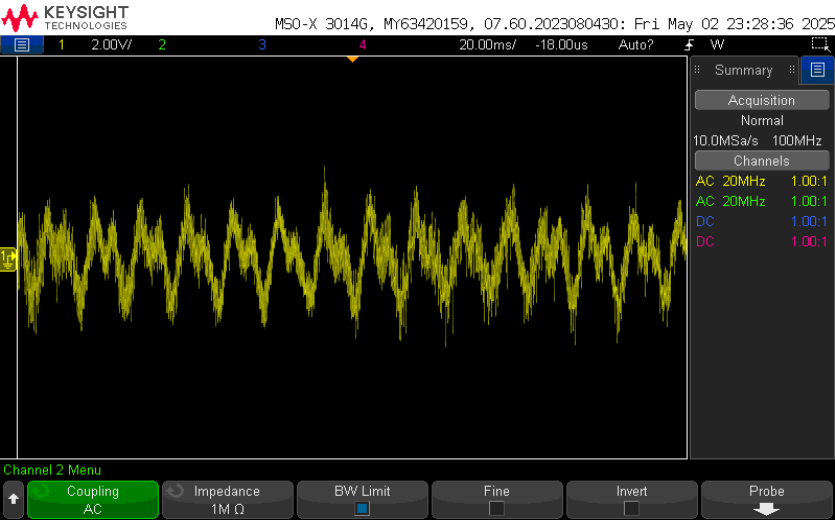 KEYSIGHT
TECHNOLOGIES
MSO-X 3014G, MY63420159, 07.60.2023080430: Fri May 02 23:28:36 2025
1 2.00V/ 2 3 4 20.00ms/ -18.00us Auto? W
Summary
Acquisition
Normal
10.0MSa/s 100MHz
Channels
AC 20MHz 1.00:1
AC 20MHz 1.00:1
DC 1.00:1
DC 1.00:1
1
Channel 2 Menu
Coupling
AC
Impedance
1M Ω
BW Limit
Fine
Invert
Probe